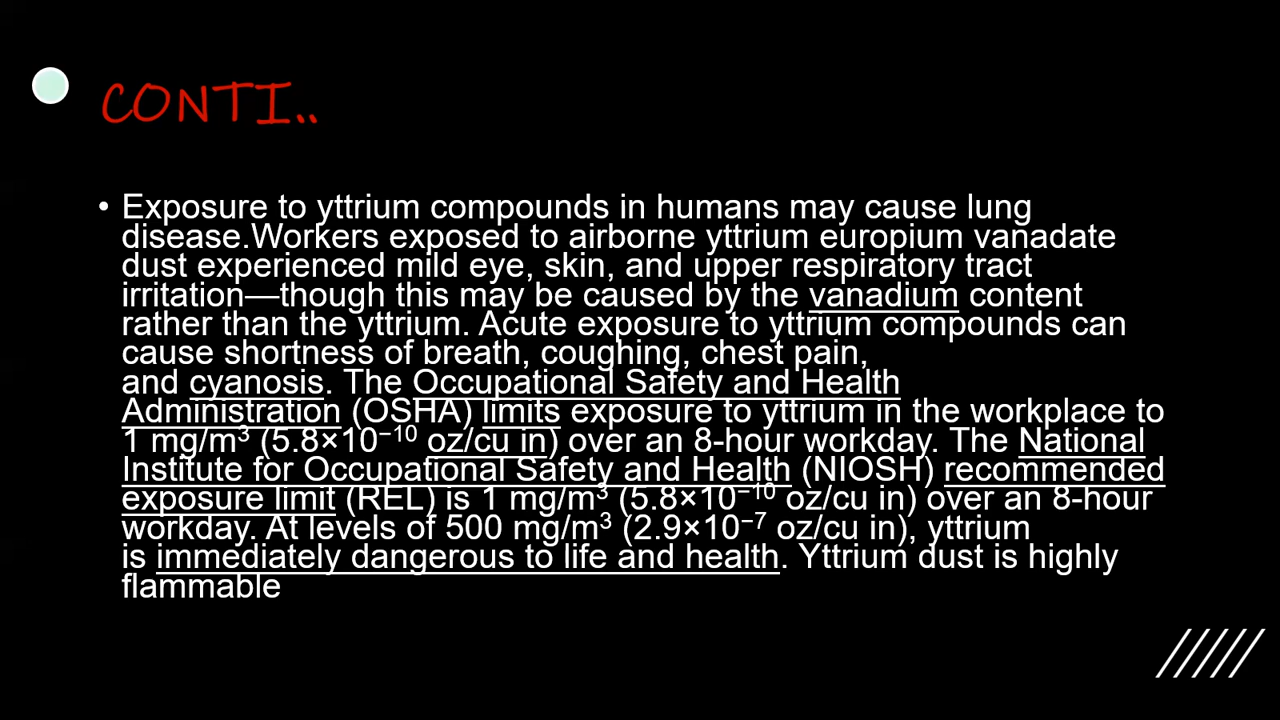 CONTI..
• Exposure to yttrium compounds in humans may cause lung
disease.Workers exposed to airborne yttrium europium vanadate
dust experienced mild eye, skin, and upper respiratory tract
irritation—though this may be caused by the vanadium content
rather than the yttrium. Acute exposure to yttrium compounds can
cause shortness of breath, coughing, chest pain,
and cyanosis. The Occupational Safety and Health
Administration (OSHA) limits exposure to yttrium in the workplace to
1 mg/m³ (5.8×10⁻¹⁰ oz/cu in) over an 8-hour workday. The National
Institute for Occupational Safety and Health (NIOSH) recommended
exposure limit (REL) is 1 mg/m³ (5.8×10⁻¹⁰ oz/cu in) over an 8-hour
workday. At levels of 500 mg/m³ (2.9×10⁻⁷ oz/cu in), yttrium
is immediately dangerous to life and health. Yttrium dust is highly
flammable